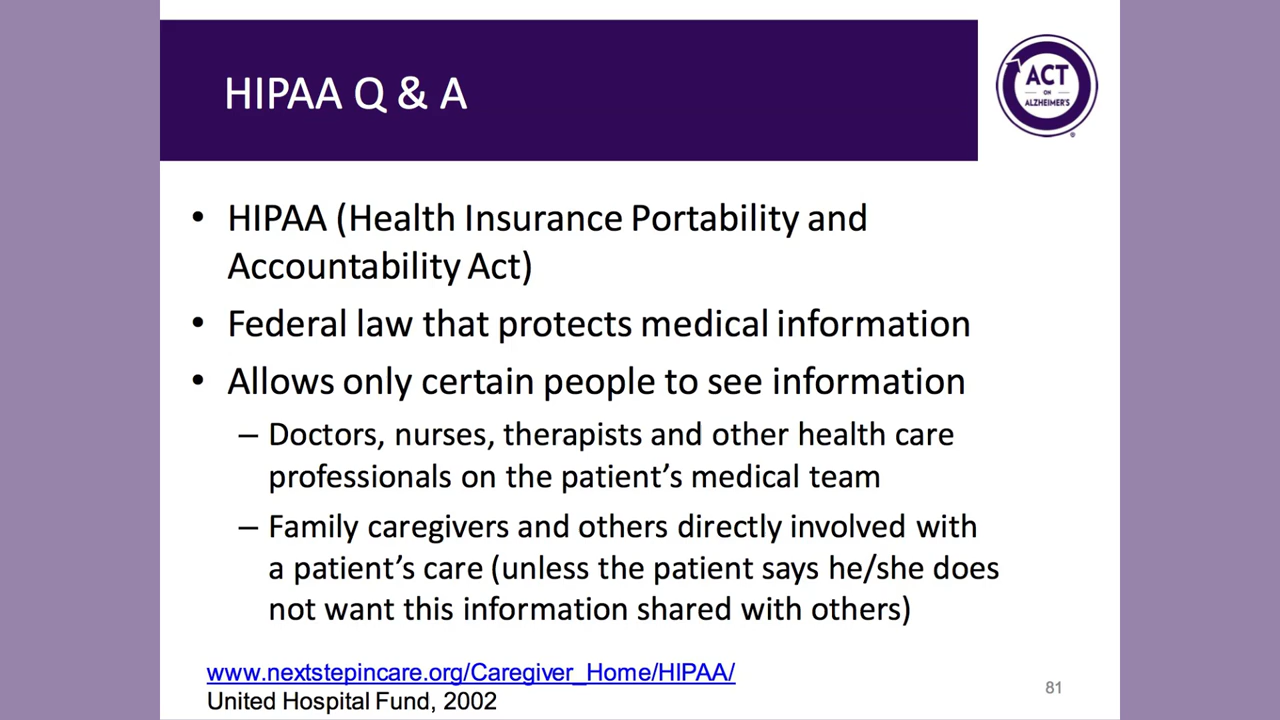 HIPAA Q & A
ACT
ON
ALZHEIMER'S
®
• HIPAA (Health Insurance Portability and
Accountability Act)
• Federal law that protects medical information
• Allows only certain people to see information
– Doctors, nurses, therapists and other health care
professionals on the patient’s medical team
– Family caregivers and others directly involved with
a patient’s care (unless the patient says he/she does
not want this information shared with others)
www.nextstepincare.org/Caregiver_Home/HIPAA/
United Hospital Fund, 2002
81